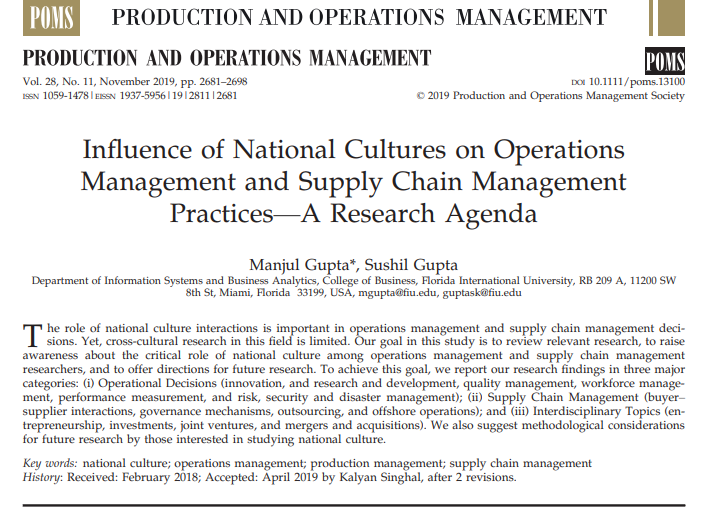 POMS PRODUCTION AND OPERATIONS MANAGEMENT
PRODUCTION AND OPERATIONS MANAGEMENT POMS
Vol. 28, No. 11, November 2019, pp. 2681–2698 DOI 10.1111/poms.13100
ISSN 1059-1478|EISSN 1937-5956|19|2811|2681 © 2019 Production and Operations Management Society
Influence of National Cultures on Operations
Management and Supply Chain Management
Practices—A Research Agenda
Manjul Gupta*, Sushil Gupta
Department of Information Systems and Business Analytics, College of Business, Florida International University, RB 209 A, 11200 SW
8th St, Miami, Florida 33199, USA, mgupta@fiu.edu, guptask@fiu.edu
The role of national culture interactions is important in operations management and supply chain management deci-
sions. Yet, cross-cultural research in this field is limited. Our goal in this study is to review relevant research, to raise
awareness about the critical role of national culture among operations management and supply chain management
researchers, and to offer directions for future research. To achieve this goal, we report our research findings in three major
categories: (i) Operational Decisions (innovation, and research and development, quality management, workforce manage-
ment, performance measurement, and risk, security and disaster management); (ii) Supply Chain Management (buyer–
supplier interactions, governance mechanisms, outsourcing, and offshore operations); and (iii) Interdisciplinary Topics (en-
trepreneurship, investments, joint ventures, and mergers and acquisitions). We also suggest methodological considerations
for future research by those interested in studying national culture.
Key words: national culture; operations management; production management; supply chain management
History: Received: February 2018; Accepted: April 2019 by Kalyan Singhal, after 2 revisions.